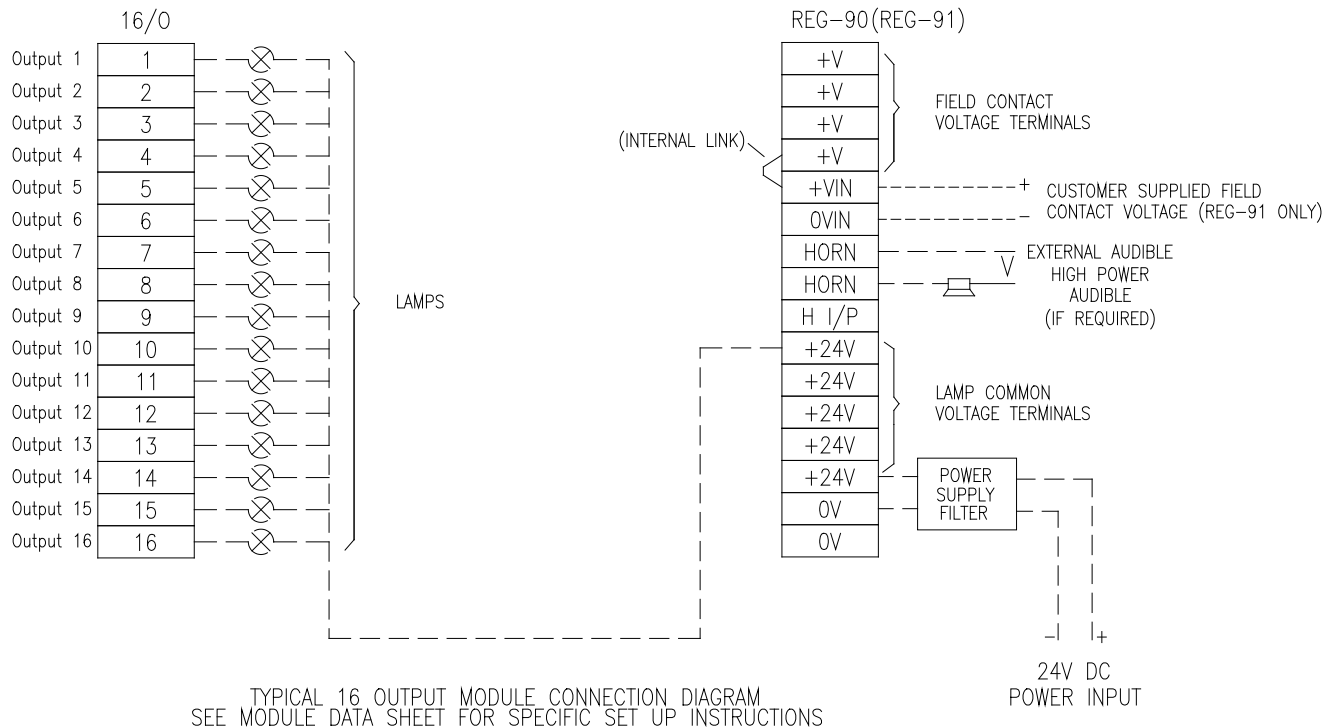 16/O
Output 1 1
Output 2 2
Output 3 3
Output 4 4
Output 5 5
Output 6 6
Output 7 7
Output 8 8
Output 9 9
Output 10 10
Output 11 11
Output 12 12
Output 13 13
Output 14 14
Output 15 15
Output 16 16
LAMPS
REG-90(REG-91)
+V
+V
+V
+V
+VIN
0VIN
HORN
HORN
H I/P
+24V
+24V
+24V
+24V
+24V
0V
0V
(INTERNAL LINK)
FIELD CONTACT
VOLTAGE TERMINALS
+
-
CUSTOMER SUPPLIED FIELD
CONTACT VOLTAGE (REG-91 ONLY)
V
EXTERNAL AUDIBLE
HIGH POWER
AUDIBLE
(IF REQUIRED)
LAMP COMMON
VOLTAGE TERMINALS
POWER
SUPPLY
FILTER
- +
24V DC
POWER INPUT
TYPICAL 16 OUTPUT MODULE CONNECTION DIAGRAM
SEE MODULE DATA SHEET FOR SPECIFIC SET UP INSTRUCTIONS